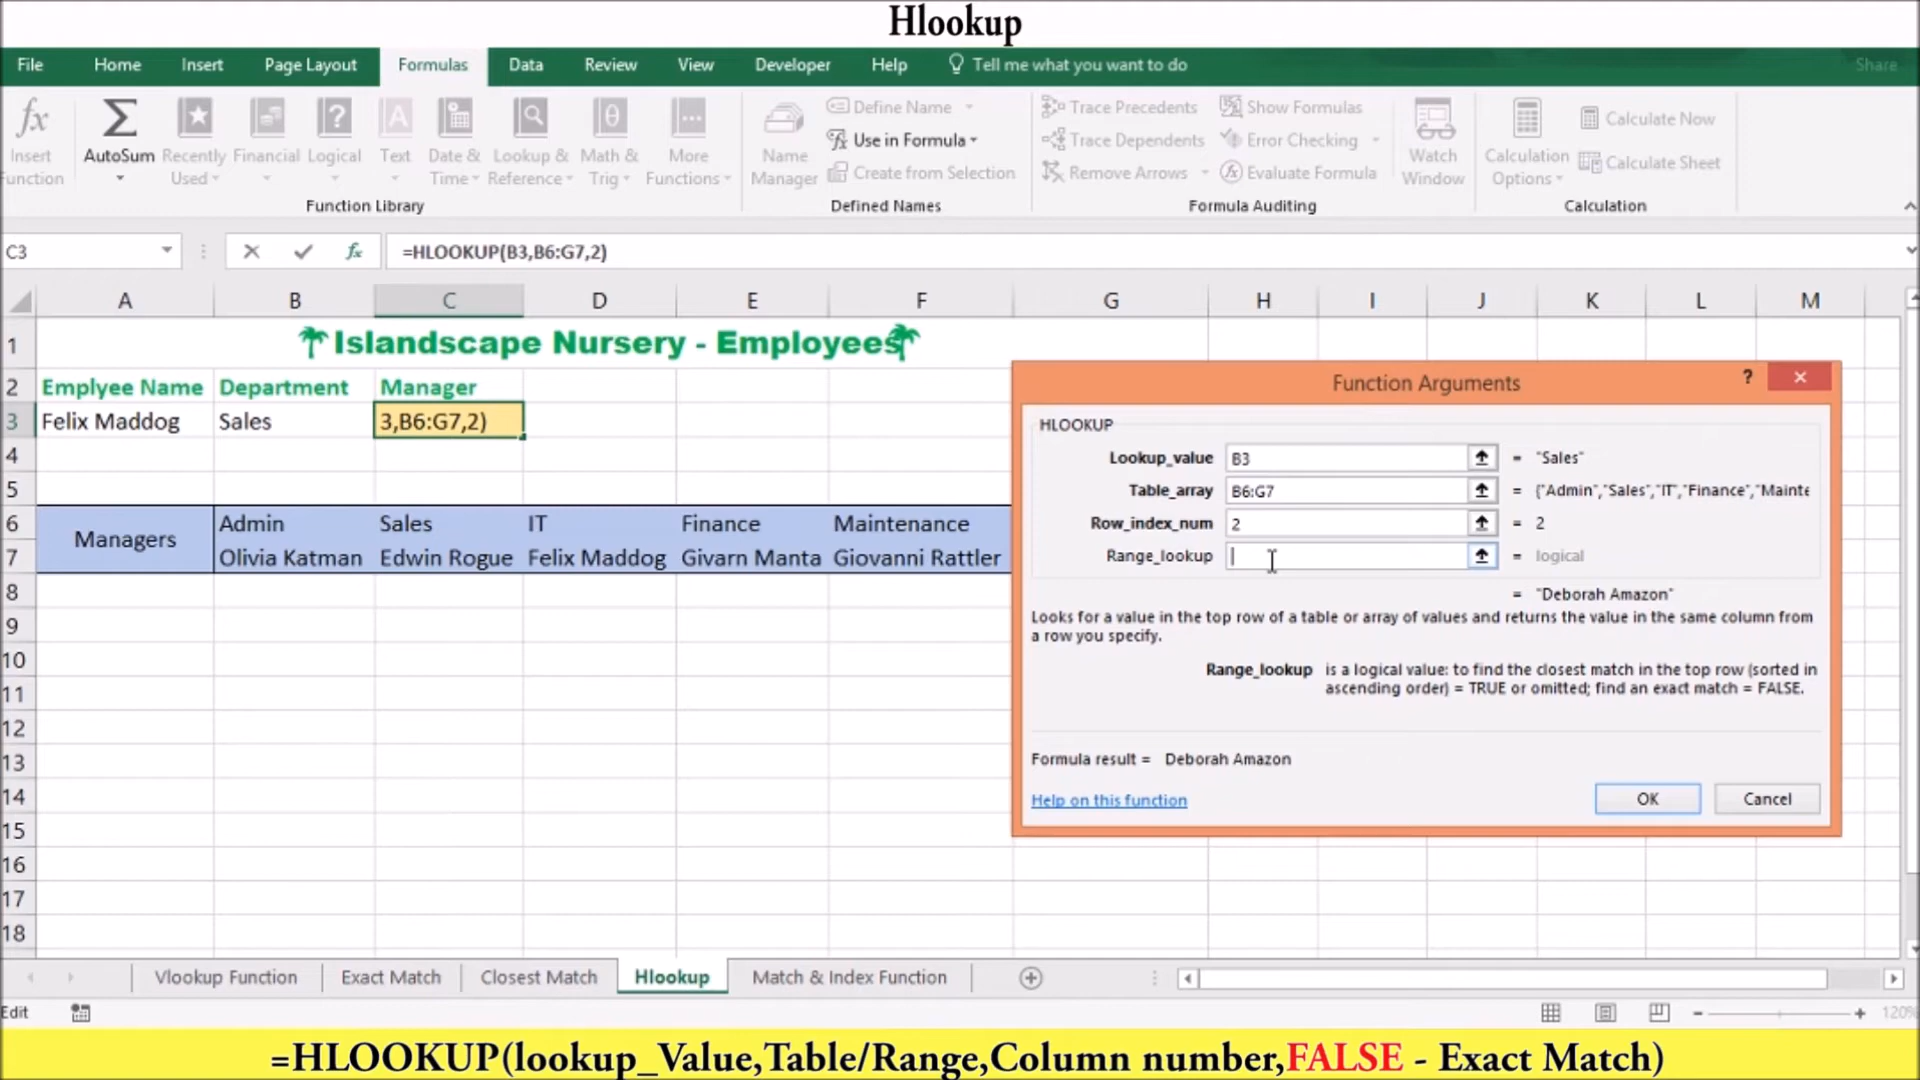 Hlookup
File Home Insert Page Layout Formulas Data Review View Developer Help Tell me what you want to do Share
fx AutoSum Recently Used Financial Logical Text Date & Time Lookup & Reference Math & Trig More Functions
Insert unction
Function Library
Name Manager
Define Name
Use in Formula
Create from Selection
Defined Names
Trace Precedents Show Formulas
Trace Dependents Error Checking
Remove Arrows Evaluate Formula
Formula Auditing
Watch Window
Calculation Options
Calculate Now
Calculate Sheet
Calculation
C3 fx =HLOOKUP(B3,B6:G7,2)
A B C D E F G H I J K L M
1 Islandscape Nursery - Employees
2 Emplyee Name Department Manager
3 Felix Maddog Sales 3,B6:G7,2)
4
5
6 Admin Sales IT Finance Maintenance
Managers
7 Olivia Katman Edwin Rogue Felix Maddog Givarn Manta Giovanni Rattler
8
9
10
11
12
13
14
15
16
17
18
Function Arguments ?
HLOOKUP
Lookup_value B3 = "Sales"
Table_array B6:G7 = {"Admin","Sales","IT","Finance","Mainte
Row_index_num 2 = 2
Range_lookup = logical
= "Deborah Amazon"
Looks for a value in the top row of a table or array of values and returns the value in the same column from
a row you specify.
Range_lookup is a logical value: to find the closest match in the top row (sorted in
ascending order) = TRUE or omitted; find an exact match = FALSE.
Formula result = Deborah Amazon
Help on this function OK Cancel
Vlookup Function Exact Match Closest Match Hlookup Match & Index Function
Edit 120%
=HLOOKUP(lookup_Value,Table/Range,Column number,FALSE - Exact Match)